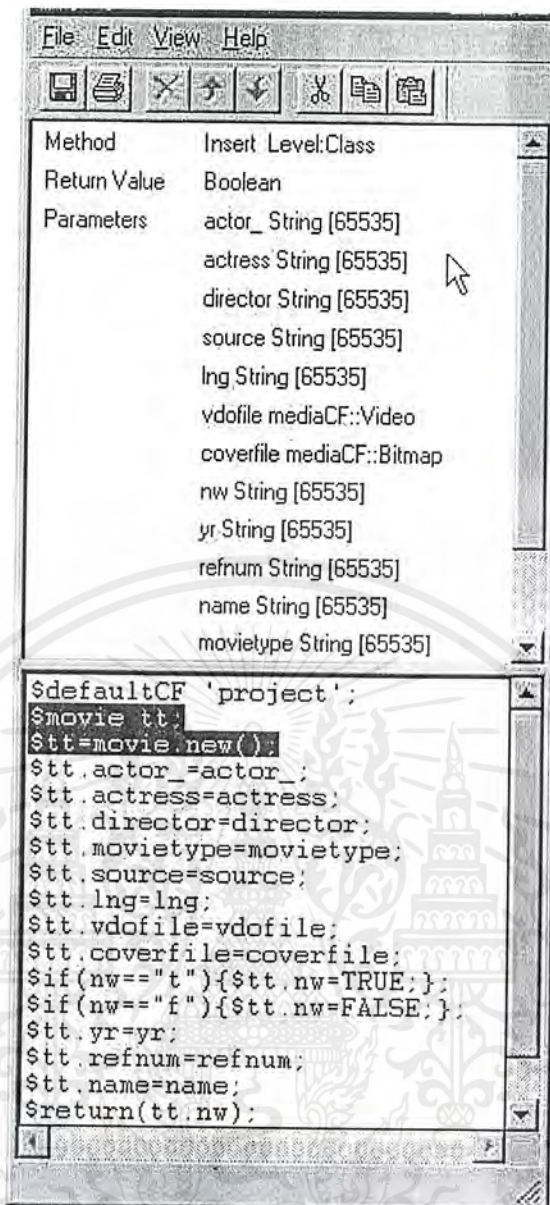 File Edit View Help
Method Insert Level:Class
Return Value Boolean
Parameters actor_ String [65535]
actress String [65535]
director String [65535]
source String [65535]
lng String [65535]
vdofile mediaCF::Video
coverfile mediaCF::Bitmap
nw String [65535]
yr String [65535]
refnum String [65535]
name String [65535]
movietype String [65535]
$defaultCF 'project';
$movie tt;
$tt=movie.new();
$tt.actor_=actor_;
$tt.actress=actress;
$tt.director=director;
$tt.movietype=movietype;
$tt.source=source;
$tt.lng=lng;
$tt.vdofile=vdofile;
$tt.coverfile=coverfile;
$if(nw=="t"){$tt.nw=TRUE;};
$if(nw=="f"){$tt.nw=FALSE;};
$tt.yr=yr;
$tt.refnum=refnum;
$tt.name=name;
$return(tt.nw);